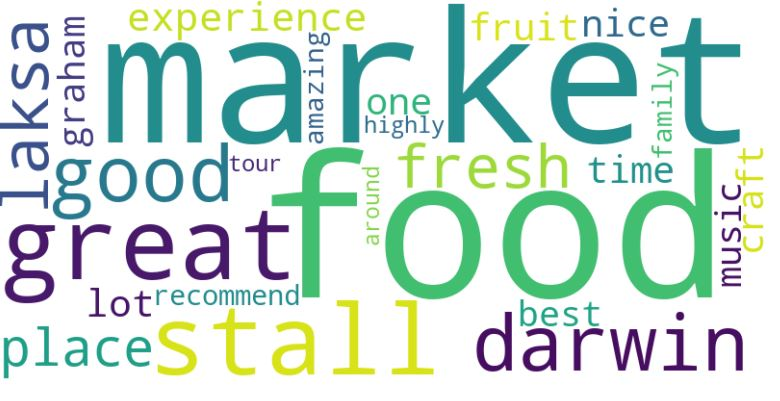 experience
fruit
nice
laksa
graham
market
amazing
one
highly
family
good
tour
around
fresh
time
food
great
music
craft
lot
recommend
stall
best
place
darwin